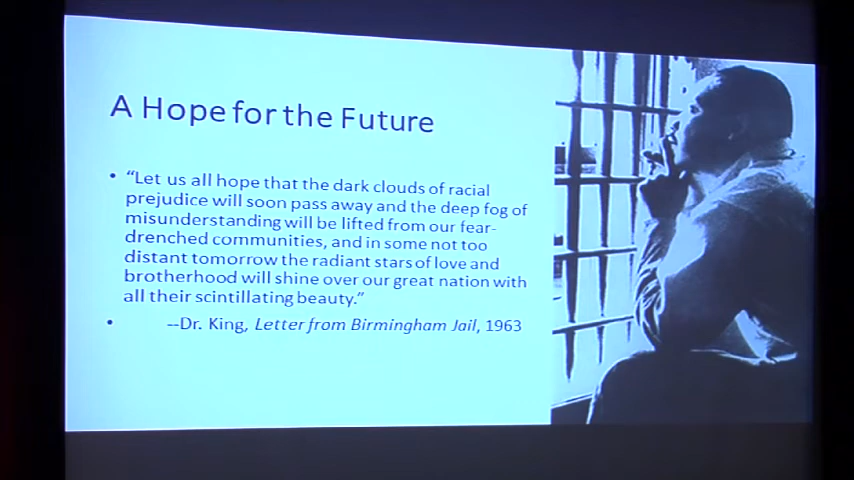 A Hope for the Future
• “Let us all hope that the dark clouds of racial
prejudice will soon pass away and the deep fog of
misunderstanding will be lifted from our fear-
drenched communities, and in some not too
distant tomorrow the radiant stars of love and
brotherhood will shine over our great nation with
all their scintillating beauty.”
• --Dr. King, Letter from Birmingham Jail, 1963